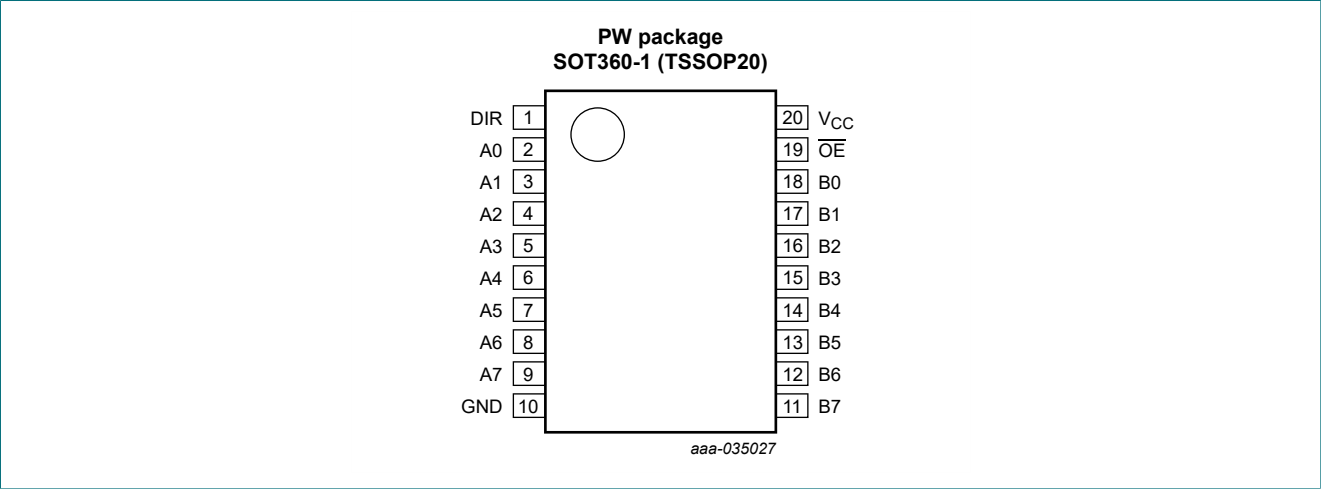 PW package
SOT360-1 (TSSOP20)
DIR 1 20 VCC
A0 2 19 OE
A1 3 18 B0
A2 4 17 B1
A3 5 16 B2
A4 6 15 B3
A5 7 14 B4
A6 8 13 B5
A7 9 12 B6
GND 10 11 B7
aaa-035027